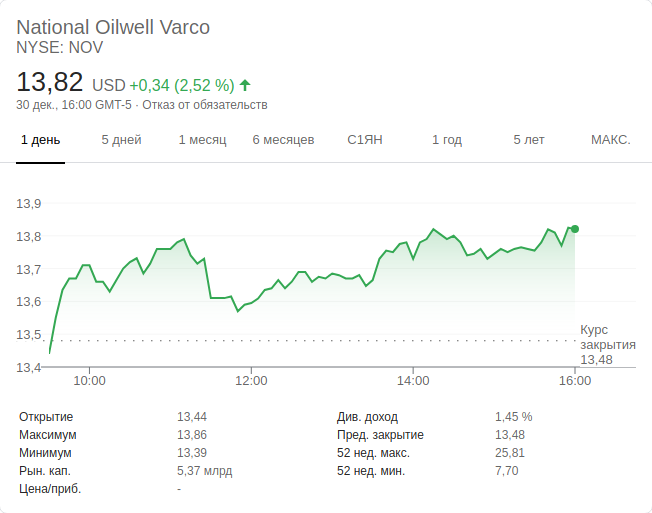 National Oilwell Varco
NYSE: NOV
13,82 USD +0,34 (2,52 %) ↑
30 дек., 16:00 GMT-5 · Отказ от обязательств
1 день 5 дней 1 месяц 6 месяцев С1ЯН 1 год 5 лет МАКС.
13,9
13,8
13,7
13,6
13,5
13,4
Курс
закрытия
13,48
10:00 12:00 14:00 16:00
Открытие 13,44 Див. доход 1,45 %
Максимум 13,86 Пред. закрытие 13,48
Минимум 13,39 52 нед. макс. 25,81
Рын. кап. 5,37 млрд 52 нед. мин. 7,70
Цена/приб. -